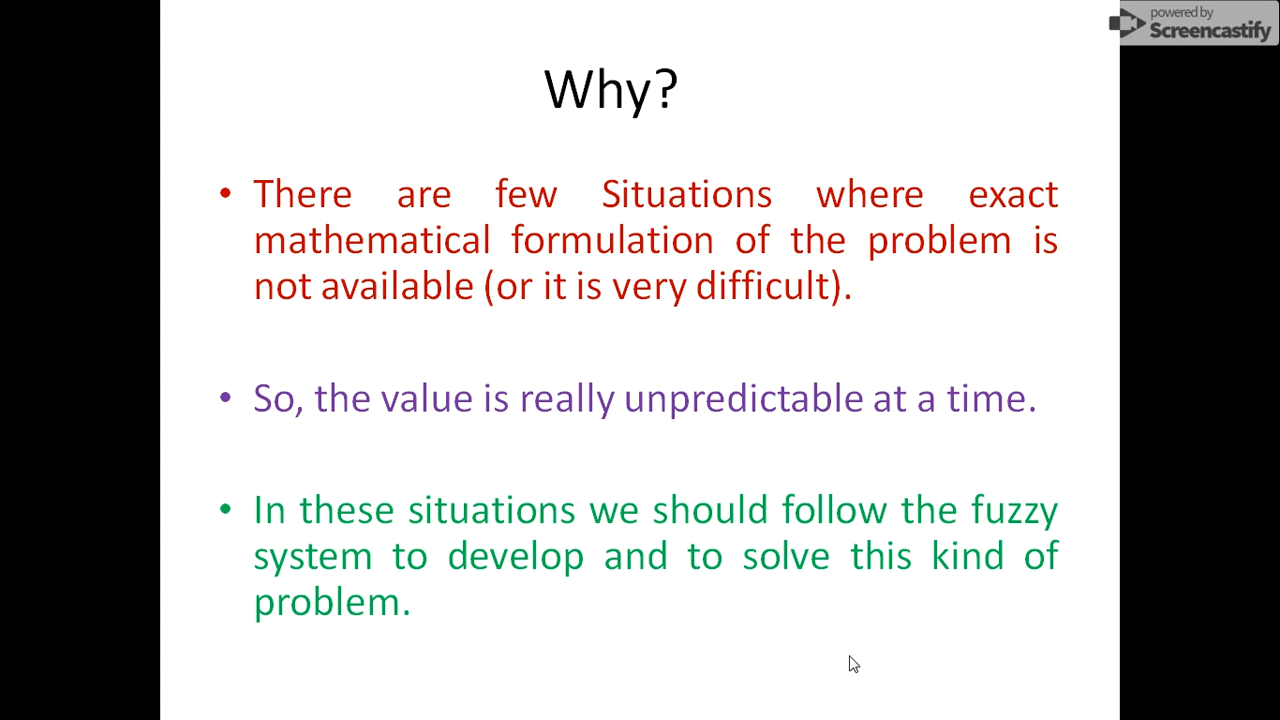 powered by
Screencastify
Why?
• There are few Situations where exact
mathematical formulation of the problem is
not available (or it is very difficult).
• So, the value is really unpredictable at a time.
• In these situations we should follow the fuzzy
system to develop and to solve this kind of
problem.